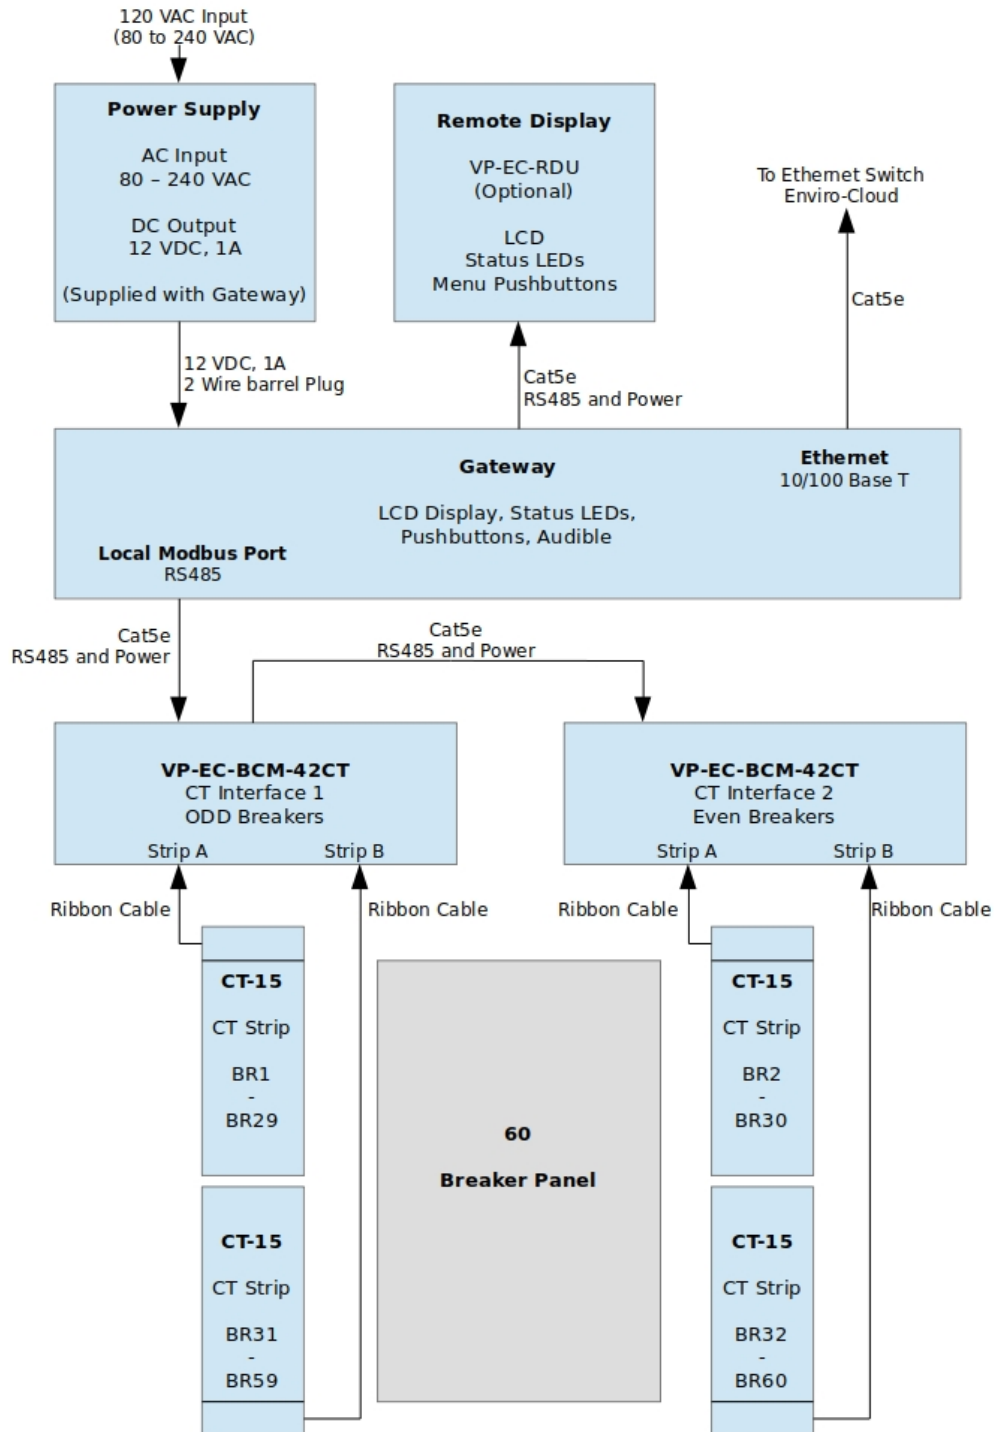 120 VAC Input
(80 to 240 VAC)
Power Supply
AC Input
80 – 240 VAC
DC Output
12 VDC, 1A
(Supplied with Gateway)
Remote Display
VP-EC-RDU
(Optional)
LCD
Status LEDs
Menu Pushbuttons
To Ethernet Switch
Enviro-Cloud
Cat5e
12 VDC, 1A
2 Wire barrel Plug
Cat5e
RS485 and Power
Gateway
LCD Display, Status LEDs,
Pushbuttons, Audible
Ethernet
10/100 Base T
Local Modbus Port
RS485
Cat5e
RS485 and Power
Cat5e
RS485 and Power
VP-EC-BCM-42CT
CT Interface 1
ODD Breakers
Strip A
Strip B
VP-EC-BCM-42CT
CT Interface 2
Even Breakers
Strip A
Strip B
Ribbon Cable
Ribbon Cable
Ribbon Cable
Ribbon Cable
CT-15
CT Strip
BR1
-
BR29
CT-15
CT Strip
BR31
-
BR59
60
Breaker Panel
CT-15
CT Strip
BR2
-
BR30
CT-15
CT Strip
BR32
-
BR60